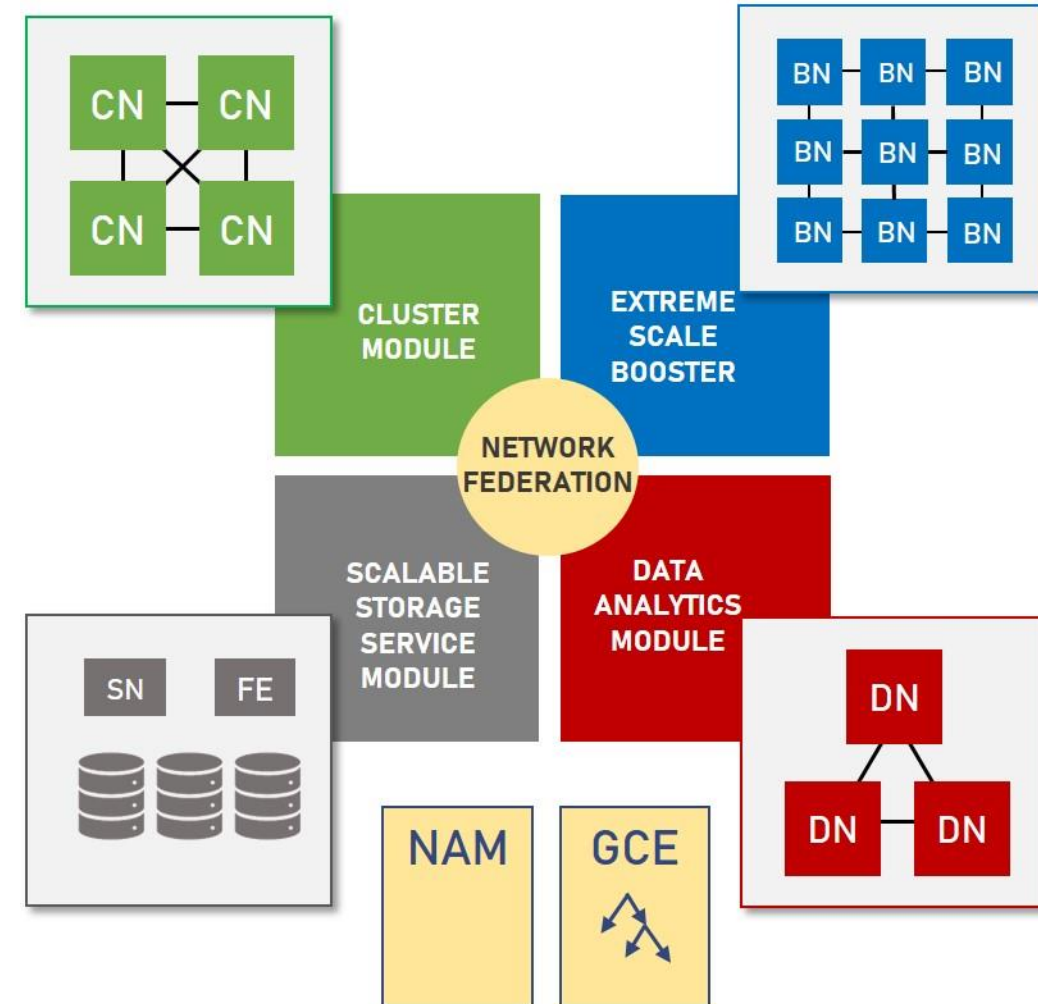 CN CN
CN CN
BN BN BN
BN BN BN
BN BN BN
CLUSTER
MODULE
EXTREME
SCALE
BOOSTER
NETWORK
FEDERATION
SCALABLE
STORAGE
SERVICE
MODULE
DATA
ANALYTICS
MODULE
SN FE
DN
DN DN
NAM
GCE